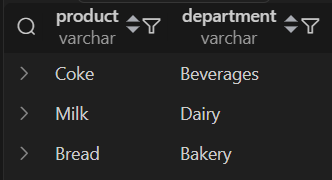 product department
varchar varchar
Coke Beverages
Milk Dairy
Bread Bakery